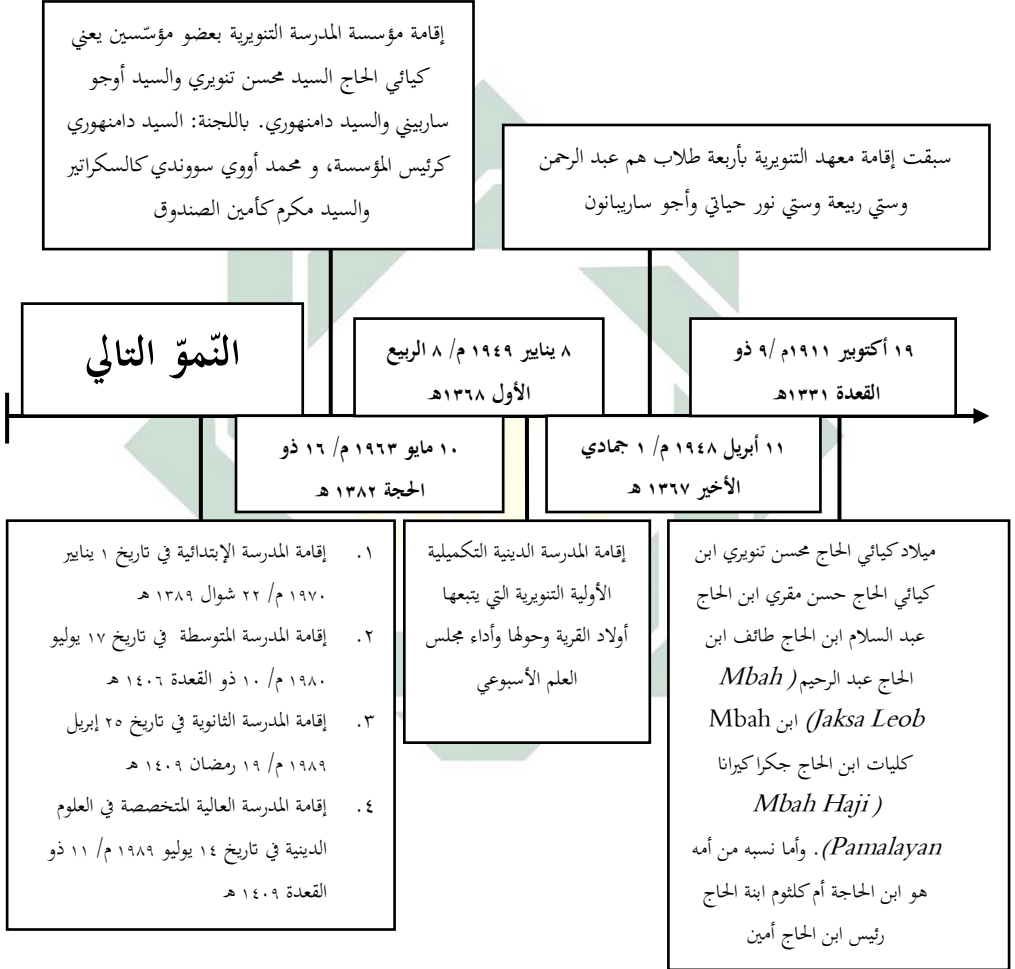 إقامة مؤسسة المدرسة التنويرية بعضو مؤسّسين يعني
كيائي الحاج السيد محسن تنويري والسيد أوجو
ساربيني والسيد دامنهوري. باللجنة: السيد دامنهوري
كرئيس المؤسسة، و محمد أووي سووندي كالسكراتير
والسيد مكرم كأمين الصندوق
سبقت إقامة معهد التنويرية بأربعة طلاب هم عبد الرحمن
وستي ربيعة وستي نور حياتي وأجو ساريبانون
النّموّ التالي
٨ ينايير ١٩٤٩ م/ ٨ الربيع
الأول ١٣٦٨هـ
١٩ أكتوبير ١٩١١م /٩ ذو
القعدة ١٣٣١هـ
١٠ مايو ١٩٦٣ م/ ١٦ ذو
الحجة ١٣٨٢ هـ
١١ أبريل ١٩٤٨ م/ ١ جمادي
الأخير ١٣٦٧ هـ
١. إقامة المدرسة الإبتدائية في تاريخ ١ ينايير
١٩٧٠ م/ ٢٢ شوال ١٣٨٩ هـ
٢. إقامة المدرسة المتوسطة في تاريخ ١٧ يوليو
١٩٨٠ م/ ١٠ ذو القعدة ١٤٠٦ هـ
٣. إقامة المدرسة الثانوية في تاريخ ٢٥ إبريل
١٩٨٩ م/ ١٩ رمضان ١٤٠٩ هـ
٤. إقامة المدرسة العالية المتخصصة في العلوم
الدينية في تاريخ ١٤ يوليو ١٩٨٩ م/ ١١ ذو
القعدة ١٤٠٩ هـ
إقامة المدرسة الدينية التكميلية
الأولية التنويرية التي يتبعها
أولاد القرية وحولها وأداء مجلس
العلم الأسبوعي
ميلاد كيائي الحاج محسن تنويري ابن
كيائي الحاج حسن مقري ابن الحاج
عبد السلام ابن الحاج طائف ابن
الحاج عبد الرحيم (Mbah
Jaksa Leob) ابن Mbah
كليات ابن الحاج جكراكيرانا
(Mbah Haji
Pamalayan). وأما نسبه من أمه
هو ابن الحاجة أم كلثوم ابنة الحاج
رئيس ابن الحاج أمين